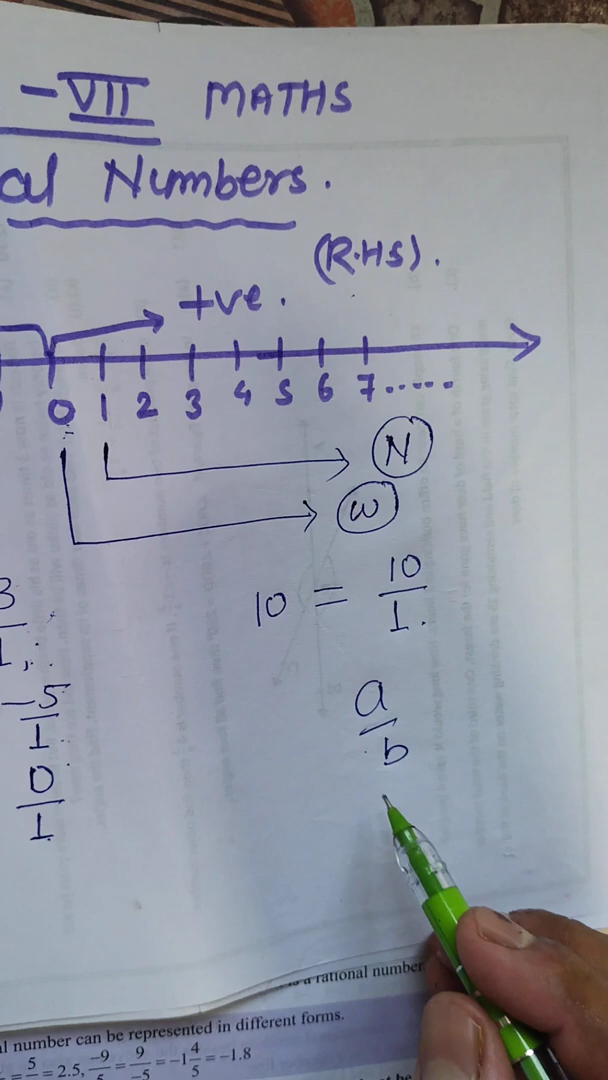 - VII MATHS
al Numbers.
(R.HS).
+ve.
0 1 2 3 4 5 6 7......
N
W
10 = 10/1.
3/1
-5/1
0/1
a/b
a rational number
al number can be represented in different forms.
= 5/ = 2.5, -9/5 = 9/-5 = -1 4/5 = -1.8